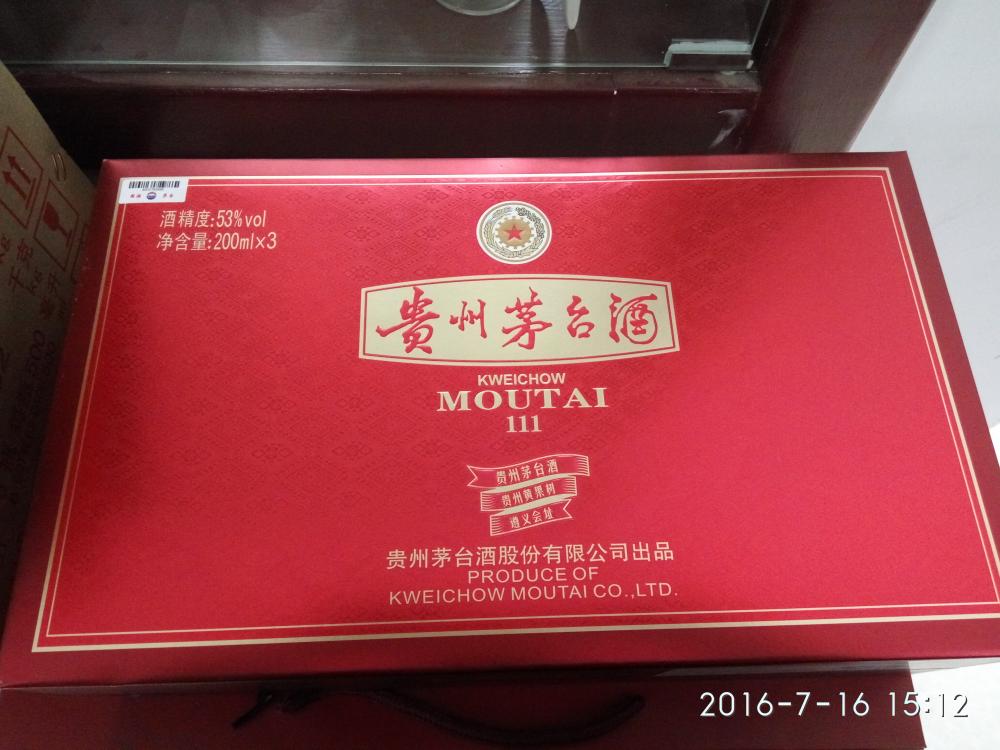 酒精度:53%vol
净含量:200ml×3
贵州茅台酒
KWEICHOW
MOUTAI
111
贵州茅台酒
贵州黄果树
遵义会址
贵州茅台酒股份有限公司出品
PRODUCE OF
KWEICHOW MOUTAI CO.,LTD.
2016-7-16 15:12